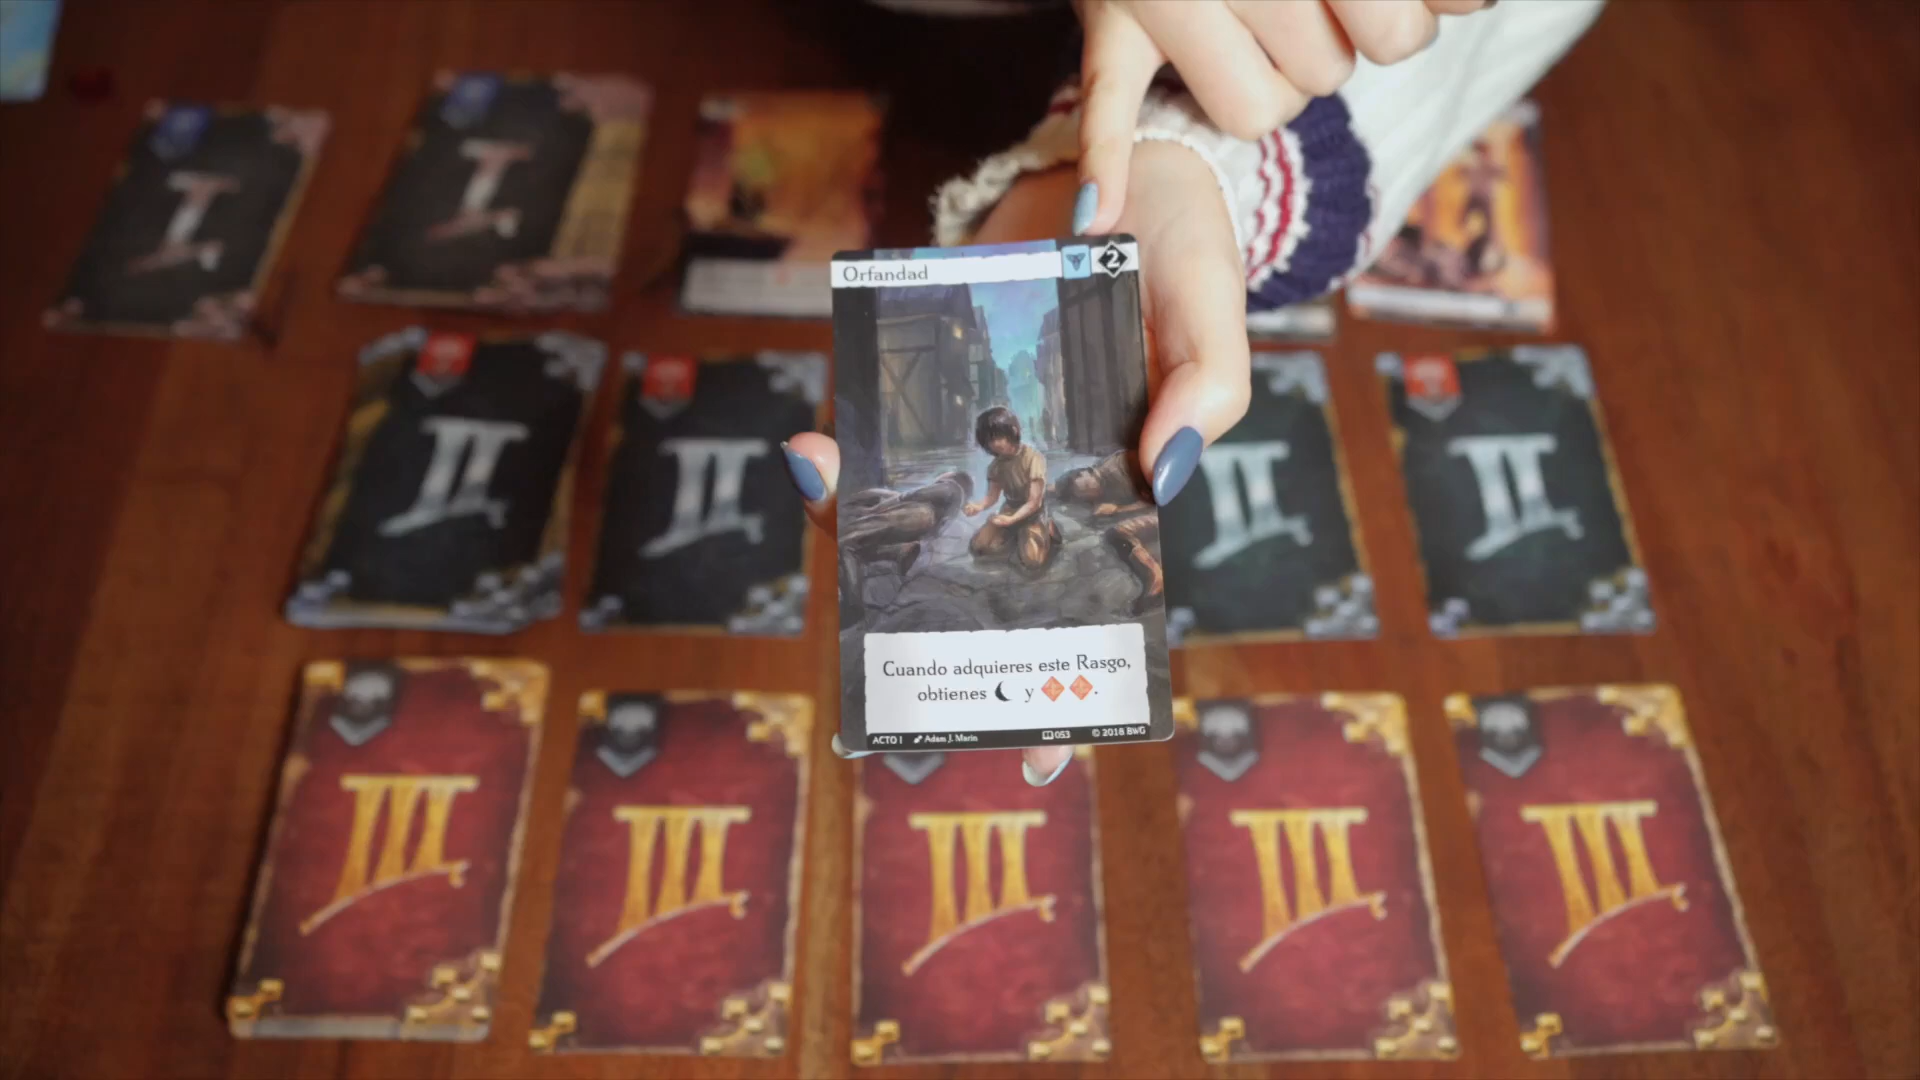 Orfandad
2
Cuando adquieres este Rasgo,
obtienes y
.
ACTO I Adam J. Marin 053 © 2018 BWG
I
I
II
II
II
II
III
III
III
III
III